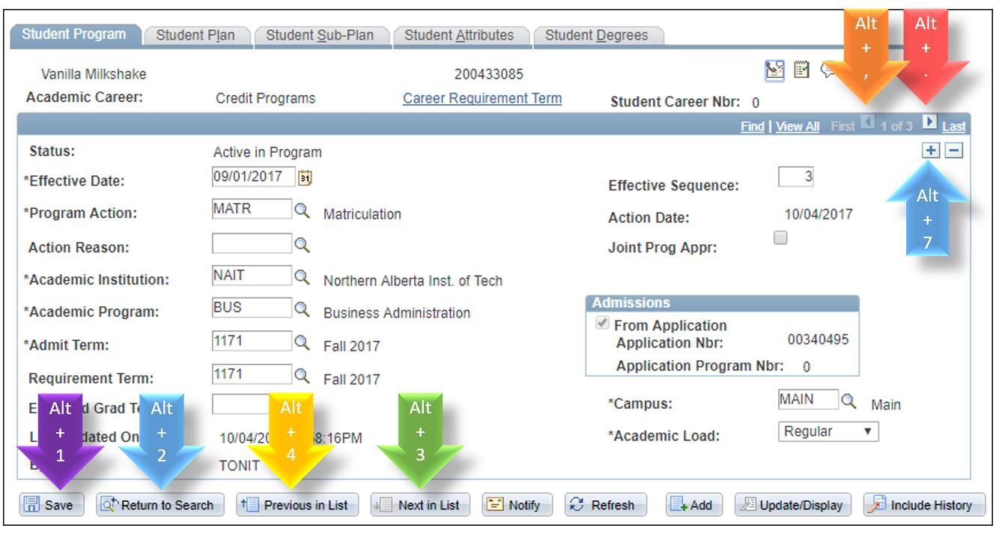 Student Program Student Plan Student Sub-Plan Student Attributes Student Degrees
Alt + ,
Alt + .
Vanilla Milkshake 200433085
Academic Career: Credit Programs Career Requirement Term Student Career Nbr: 0
Find | View All First 1 of 3 Last
Status: Active in Program
*Effective Date: 09/01/2017 31 Effective Sequence: 3
Alt + 7
*Program Action: MATR Matriculation Action Date: 10/04/2017
Action Reason: Joint Prog Appr:
*Academic Institution: NAIT Northern Alberta Inst. of Tech
*Academic Program: BUS Business Administration
Admissions
From Application
Application Nbr: 00340495
Application Program Nbr: 0
*Admit Term: 1171 Fall 2017
Requirement Term: 1171 Fall 2017
d Grad Te
*Campus: MAIN Main
dated On 10/04/20 8:16PM
*Academic Load: Regular
TONIT
Alt + 1
Alt + 2
Alt + 4
Alt + 3
Save Return to Search Previous in List Next in List Notify Refresh Add Update/Display Include History